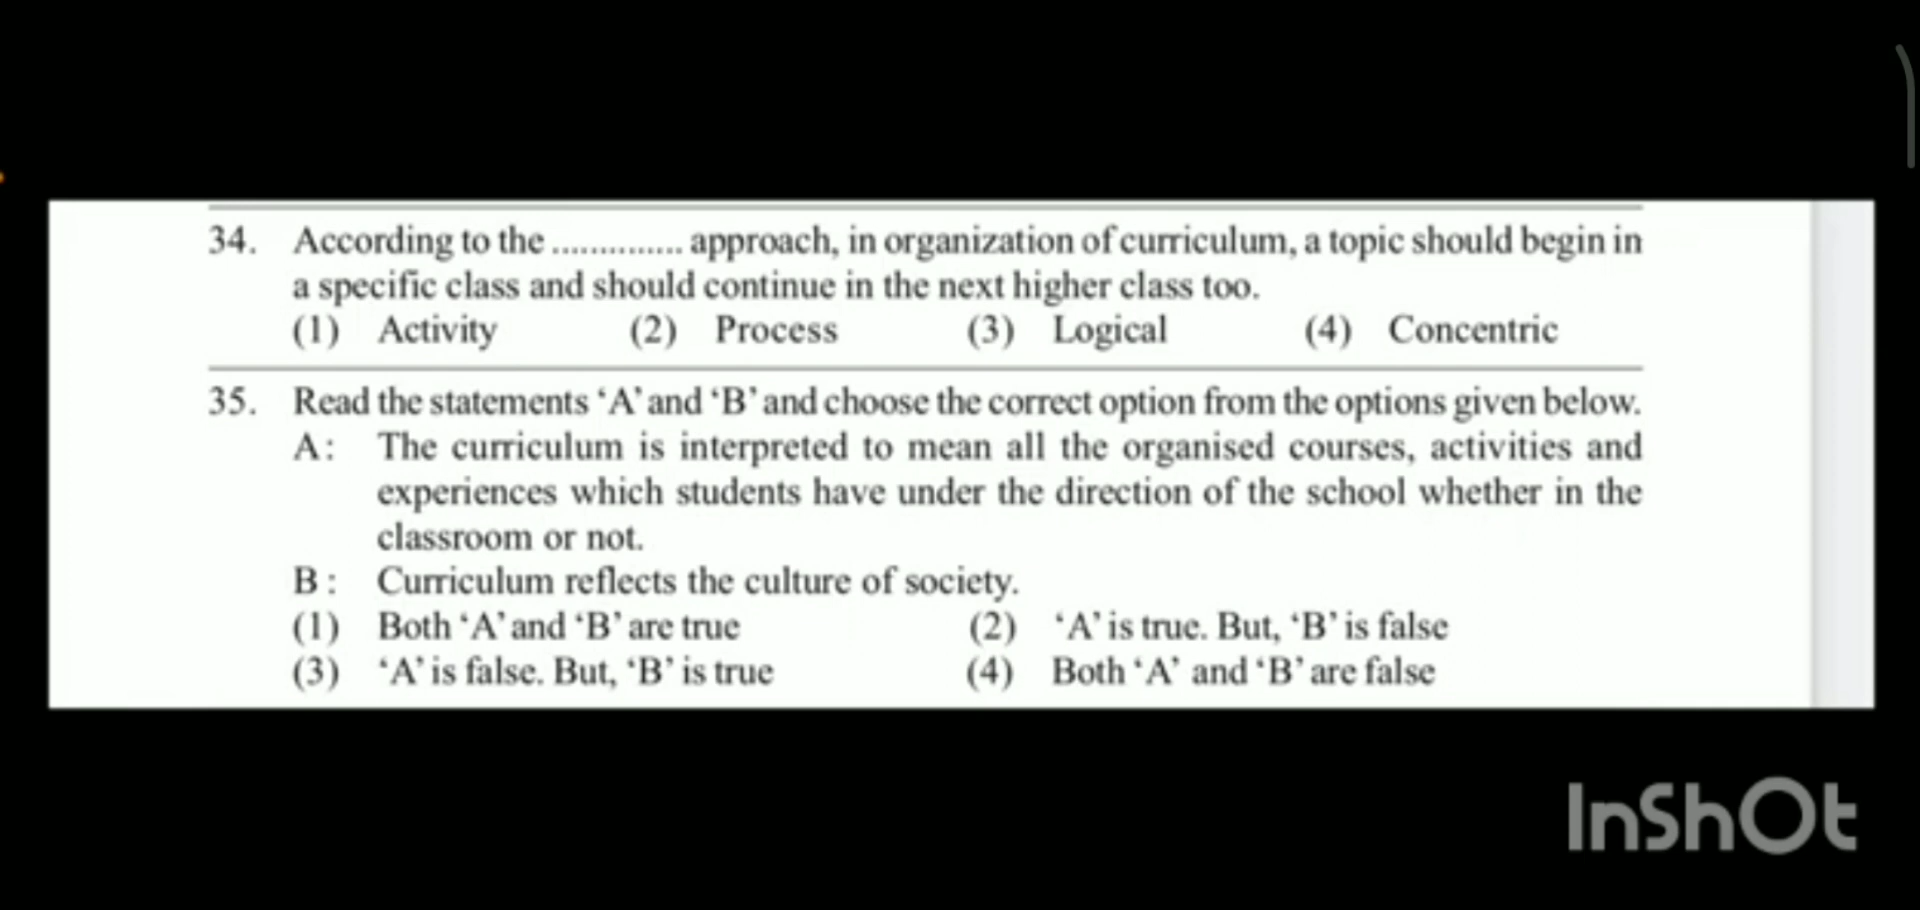 34. According to the .............. approach, in organization of curriculum, a topic should begin in
a specific class and should continue in the next higher class too.
(1) Activity (2) Process (3) Logical (4) Concentric
35. Read the statements ‘A’ and ‘B’ and choose the correct option from the options given below.
A: The curriculum is interpreted to mean all the organised courses, activities and
experiences which students have under the direction of the school whether in the
classroom or not.
B: Curriculum reflects the culture of society.
(1) Both ‘A’ and ‘B’ are true (2) ‘A’ is true. But, ‘B’ is false
(3) ‘A’ is false. But, ‘B’ is true (4) Both ‘A’ and ‘B’ are false
InShOt